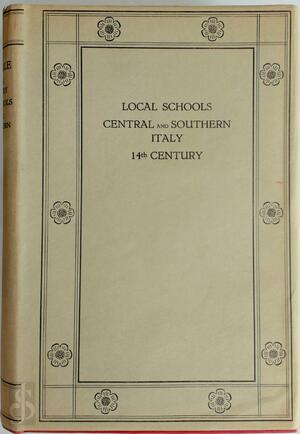 LOCAL SCHOOLS
CENTRAL AND SOUTHERN
ITALY
14th CENTURY